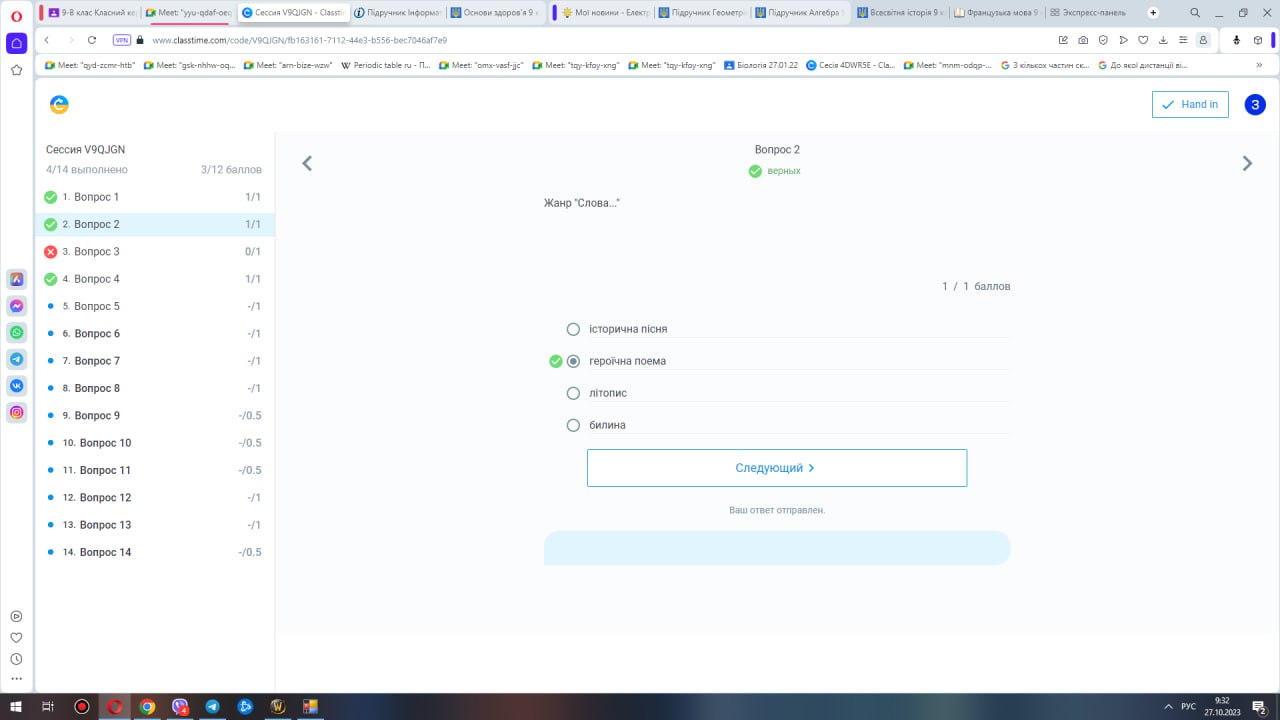 9-В клас Класний ке
Meet: "yyu-qdaf-oec
Сессия V9QJGN - Classtir
Підручник Інформат
Основи здоров'я 9 к
Мої новини - Електр
Підручник Геометр
Підручник Алгебра
Всесвітня історія 9
Французька мова 9
Экспресс-панель
VPN
www.classtime.com/code/V9QJGN/fb163161-7112-44e3-b556-bec7046af7e9
Meet: "qyd-zcmr-htb"
Meet: "gsk-nhhw-oq...
Meet: "arn-bize-wzw"
Periodic table ru - П...
Meet: "omx-vasf-jjc"
Meet: "tqy-kfoy-xng"
Meet: "tqy-kfoy-xng"
Біологія 27.01.22
Сесія 4DWR5E - Cla...
Meet: "mnm-odqp-...
З кількох частин ск...
До якої дистанції ві...
Hand in
З
Сессия V9QJGN
4/14 выполнено 3/12 баллов
1. Вопрос 1 1/1
2. Вопрос 2 1/1
3. Вопрос 3 0/1
4. Вопрос 4 1/1
5. Вопрос 5 -/1
6. Вопрос 6 -/1
7. Вопрос 7 -/1
8. Вопрос 8 -/1
9. Вопрос 9 -/0.5
10. Вопрос 10 -/0.5
11. Вопрос 11 -/0.5
12. Вопрос 12 -/1
13. Вопрос 13 -/1
14. Вопрос 14 -/0.5
Вопрос 2
верных
Жанр "Слова..."
1 / 1 баллов
історична пісня
героїчна поема
літопис
билина
Следующий
Ваш ответ отправлен.
4
РУС
9:32
27.10.2023
2